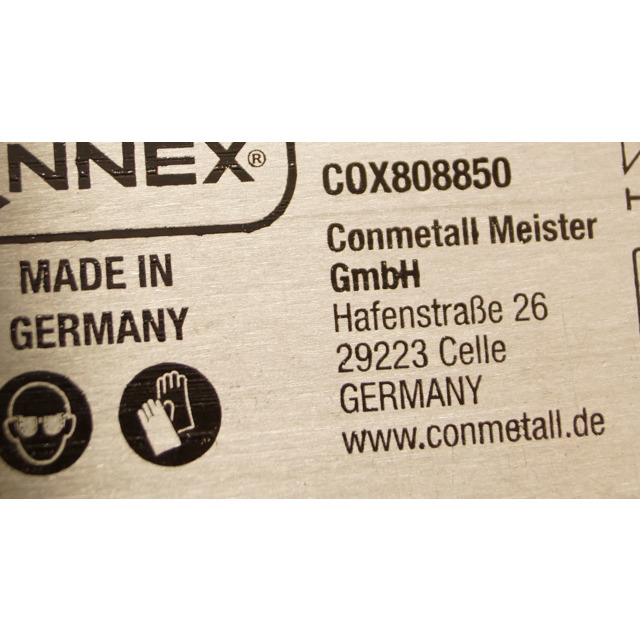 NNEX®
MADE IN
GERMANY
COX808850
Conmetall Meister
GmbH
Hafenstraße 26
29223 Celle
GERMANY
www.conmetall.de